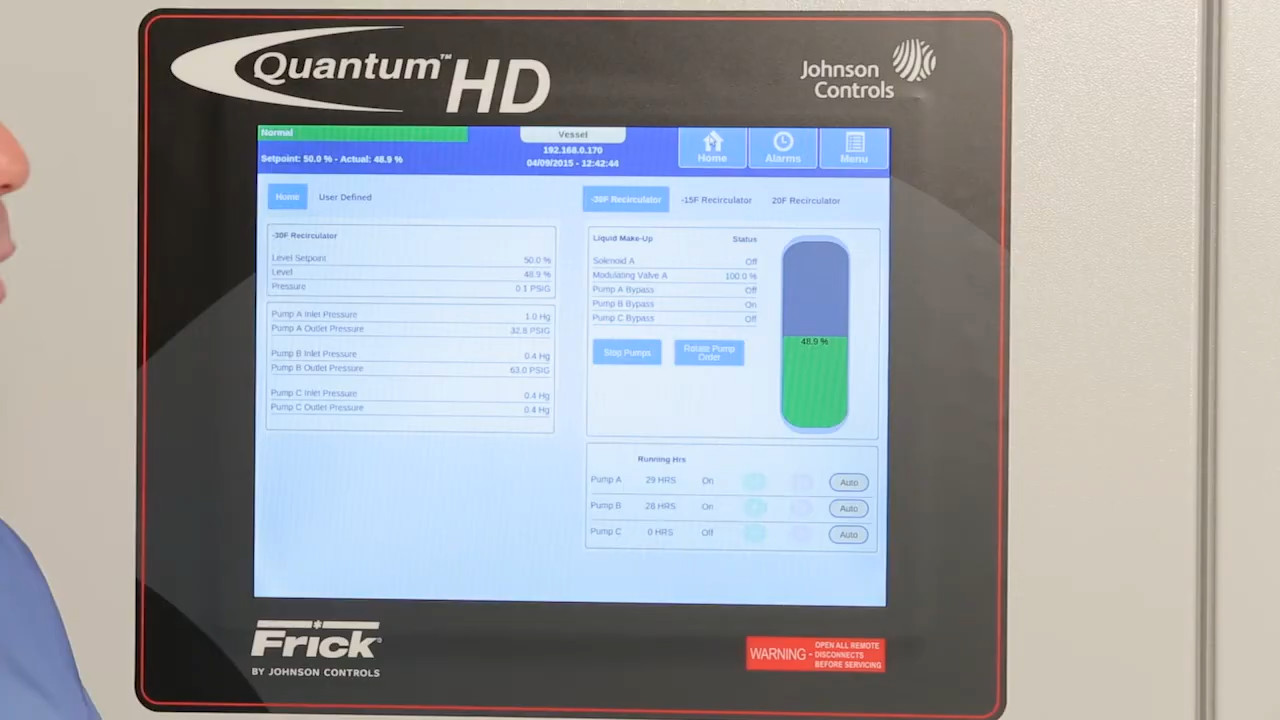 Quantum™ HD
Johnson
Controls
Normal
Setpoint: 50.0 % - Actual: 48.9 %
Vessel
192.168.0.170
04/09/2015 - 12:42:44
Home
Alarms
Menu
Home
User Defined
-30F Recirculator
-15F Recirculator
20F Recirculator
-30F Recirculator
Level Setpoint 50.0 %
Level 48.9 %
Pressure 0.1 PSIG
Pump A Inlet Pressure 1.0 Hg
Pump A Outlet Pressure 32.8 PSIG
Pump B Inlet Pressure 0.4 Hg
Pump B Outlet Pressure 63.0 PSIG
Pump C Inlet Pressure 0.4 Hg
Pump C Outlet Pressure 0.4 Hg
Liquid Make-Up Status
Solenoid A Off
Modulating Valve A 100.0 %
Pump A Bypass Off
Pump B Bypass On
Pump C Bypass Off
Stop Pumps
Rotate Pump
Order
48.9 %
Running Hrs
Pump A 29 HRS On Auto
Pump B 28 HRS On Auto
Pump C 0 HRS Off Auto
Frick®
BY JOHNSON CONTROLS
WARNING -
OPEN ALL REMOTE
DISCONNECTS
BEFORE SERVICING